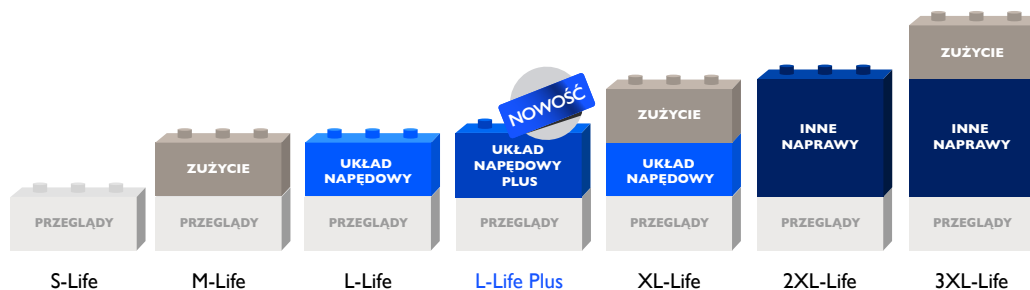 PRZEGLĄDY
S-Life
ZUŻYCIE
PRZEGLĄDY
M-Life
UKŁAD
NAPĘDOWY
PRZEGLĄDY
L-Life
NOWOŚĆ
UKŁAD
NAPĘDOWY
PLUS
PRZEGLĄDY
L-Life Plus
ZUŻYCIE
UKŁAD
NAPĘDOWY
PRZEGLĄDY
XL-Life
INNE
NAPRAWY
PRZEGLĄDY
2XL-Life
ZUŻYCIE
INNE
NAPRAWY
PRZEGLĄDY
3XL-Life